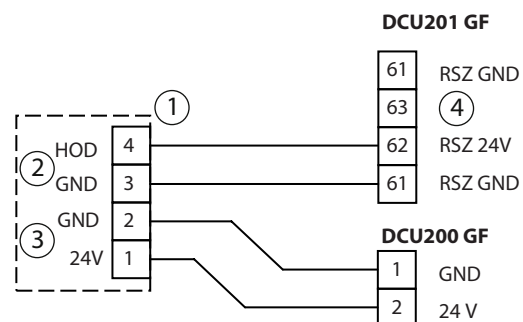 DCU201 GF
61 RSZ GND
1
63 4
HOD 4 62 RSZ 24V
2
GND 3 61 RSZ GND
GND 2
3
DCU200 GF
24V 1
1 GND
2 24 V